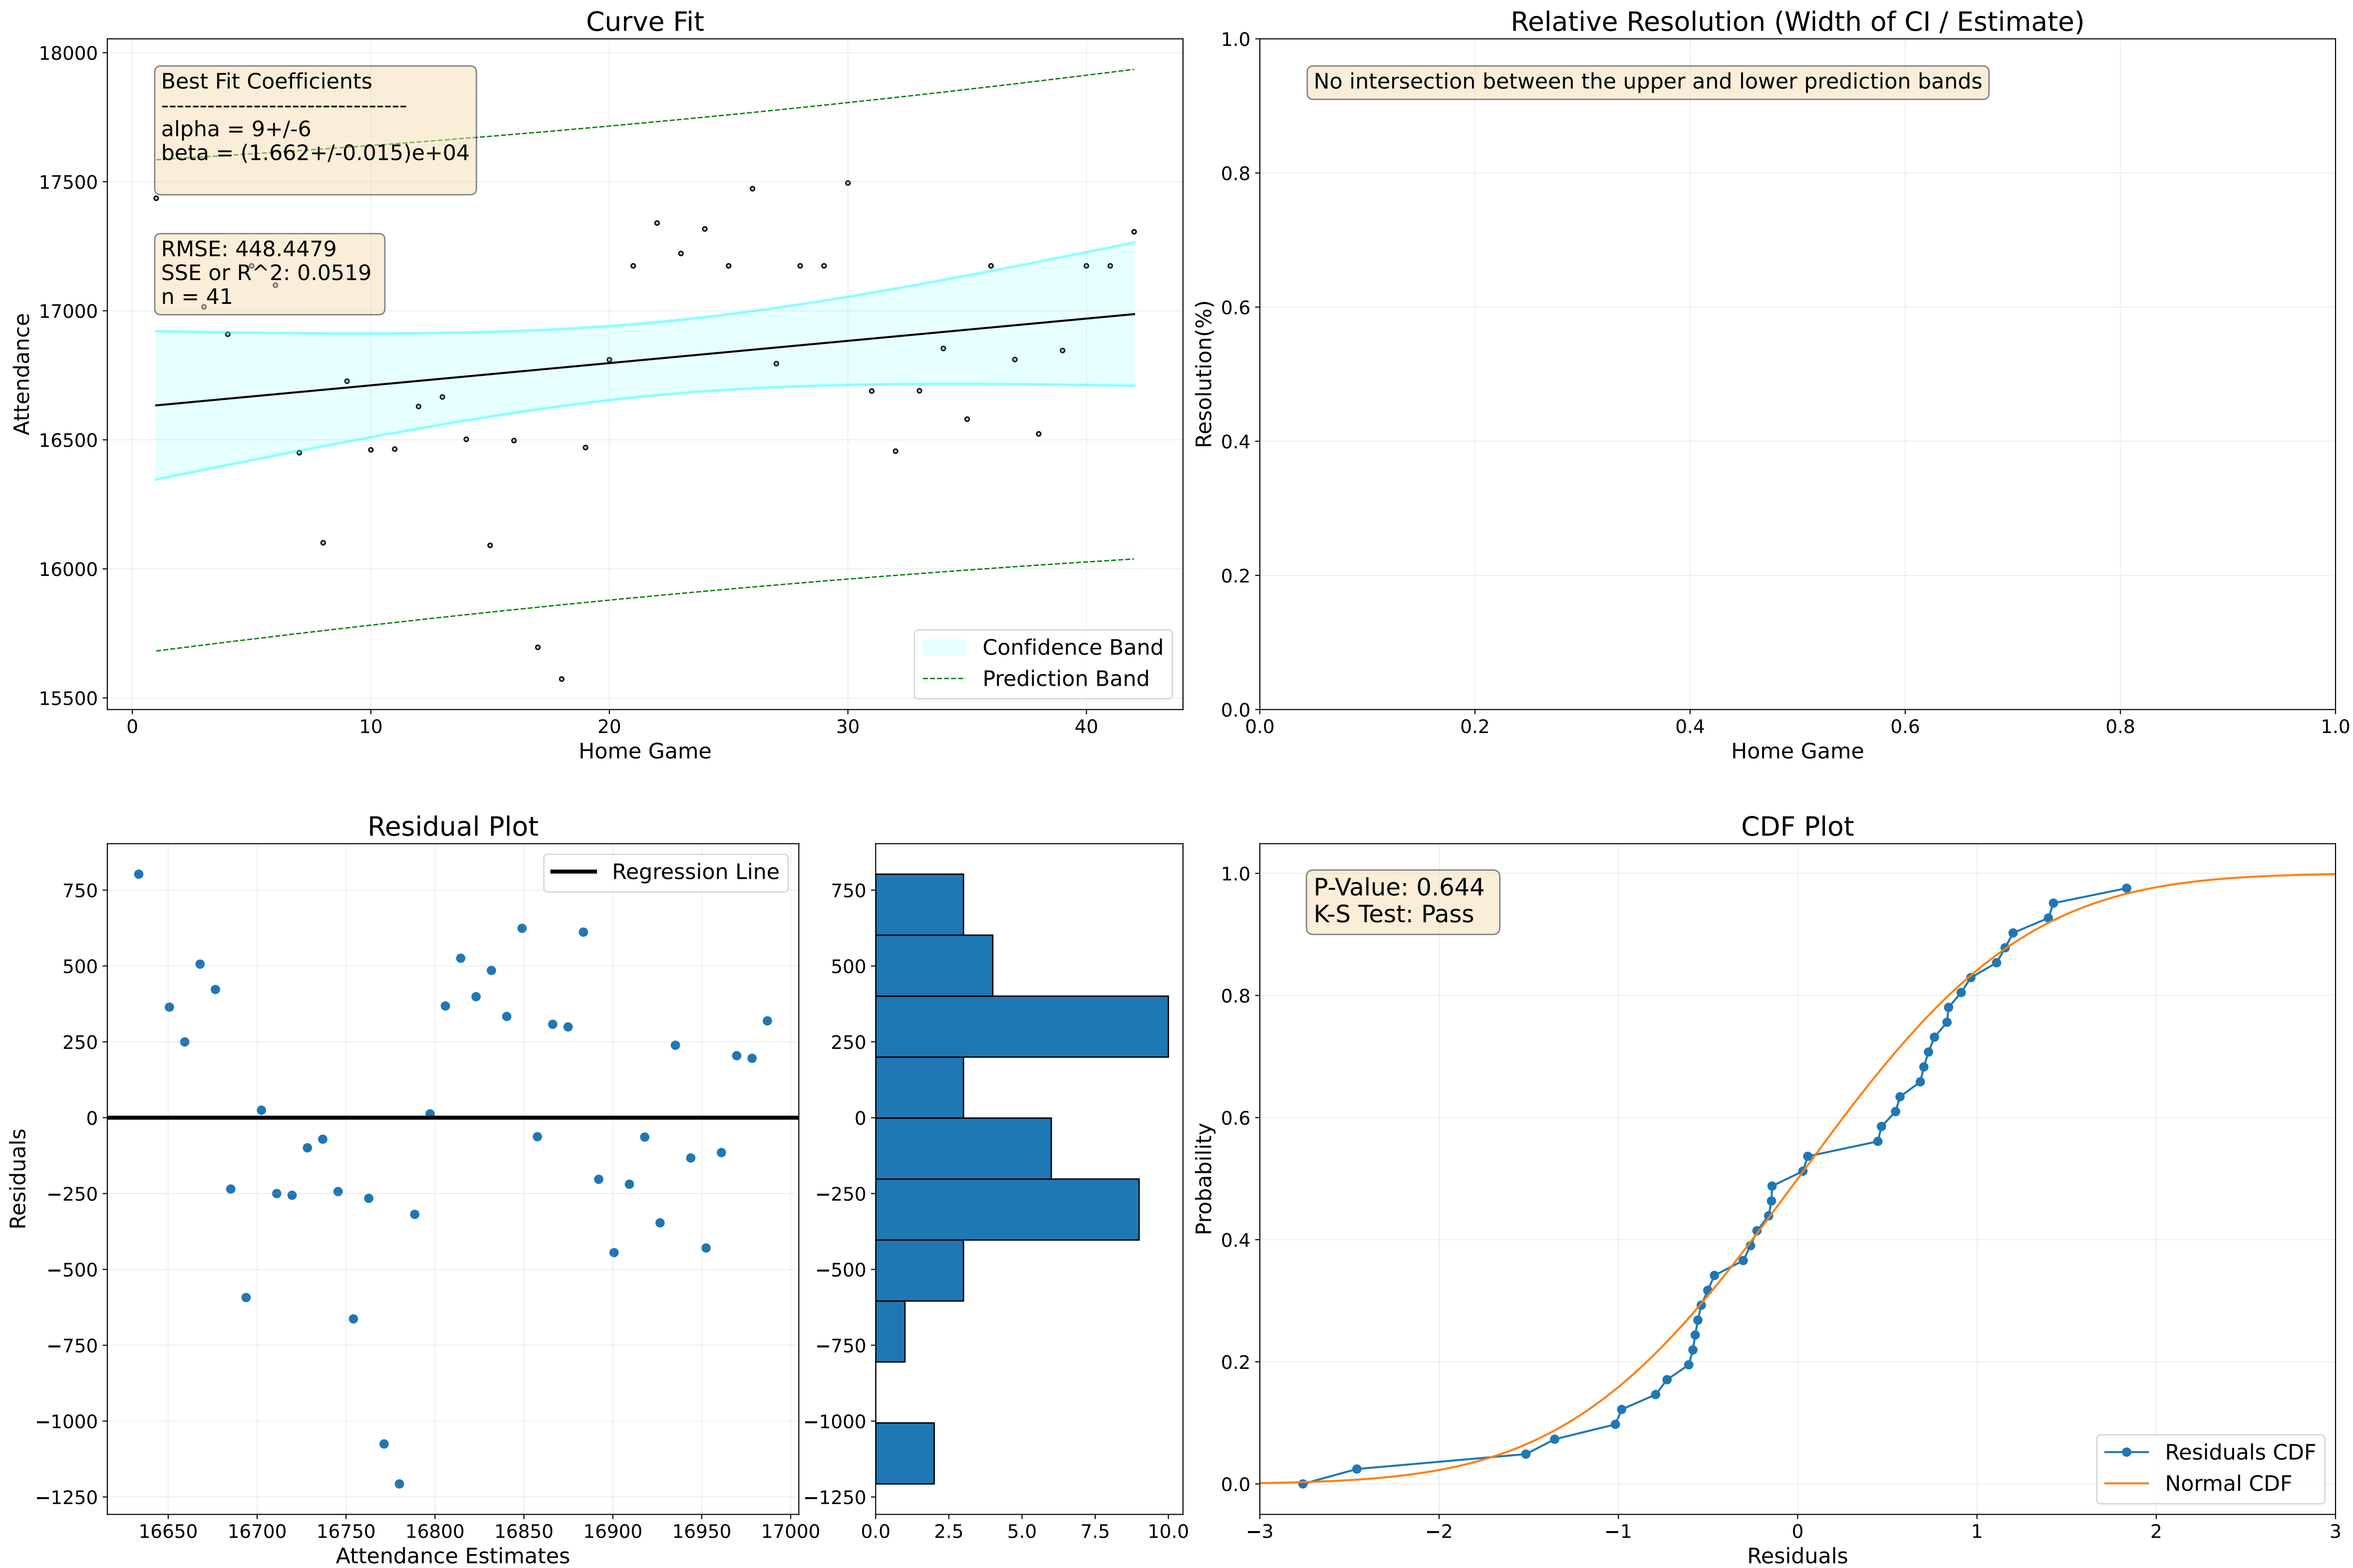 Curve Fit
18000
17500
17000
16500
16000
15500
Attendance
Best Fit Coefficients
--------------------------------
alpha = 9+/-6
beta = (1.662+/-0.015)e+04
RMSE: 448.4479
SSE or R^2: 0.0519
n = 41
Confidence Band
Prediction Band
0 10 20 30 40
Home Game
Relative Resolution (Width of CI / Estimate)
No intersection between the upper and lower prediction bands
1.0
0.8
0.6
0.4
0.2
0.0
Resolution(%)
0.0 0.2 0.4 0.6 0.8 1.0
Home Game
Residual Plot
Regression Line
750
500
250
0
−250
−500
−750
−1000
−1250
Residuals
16650 16700 16750 16800 16850 16900 16950 17000
Attendance Estimates
750
500
250
0
−250
−500
−750
−1000
−1250
0.0 2.5 5.0 7.5 10.0
CDF Plot
P-Value: 0.644
K-S Test: Pass
1.0
0.8
0.6
0.4
0.2
0.0
Probability
Residuals CDF
Normal CDF
−3 −2 −1 0 1 2 3
Residuals